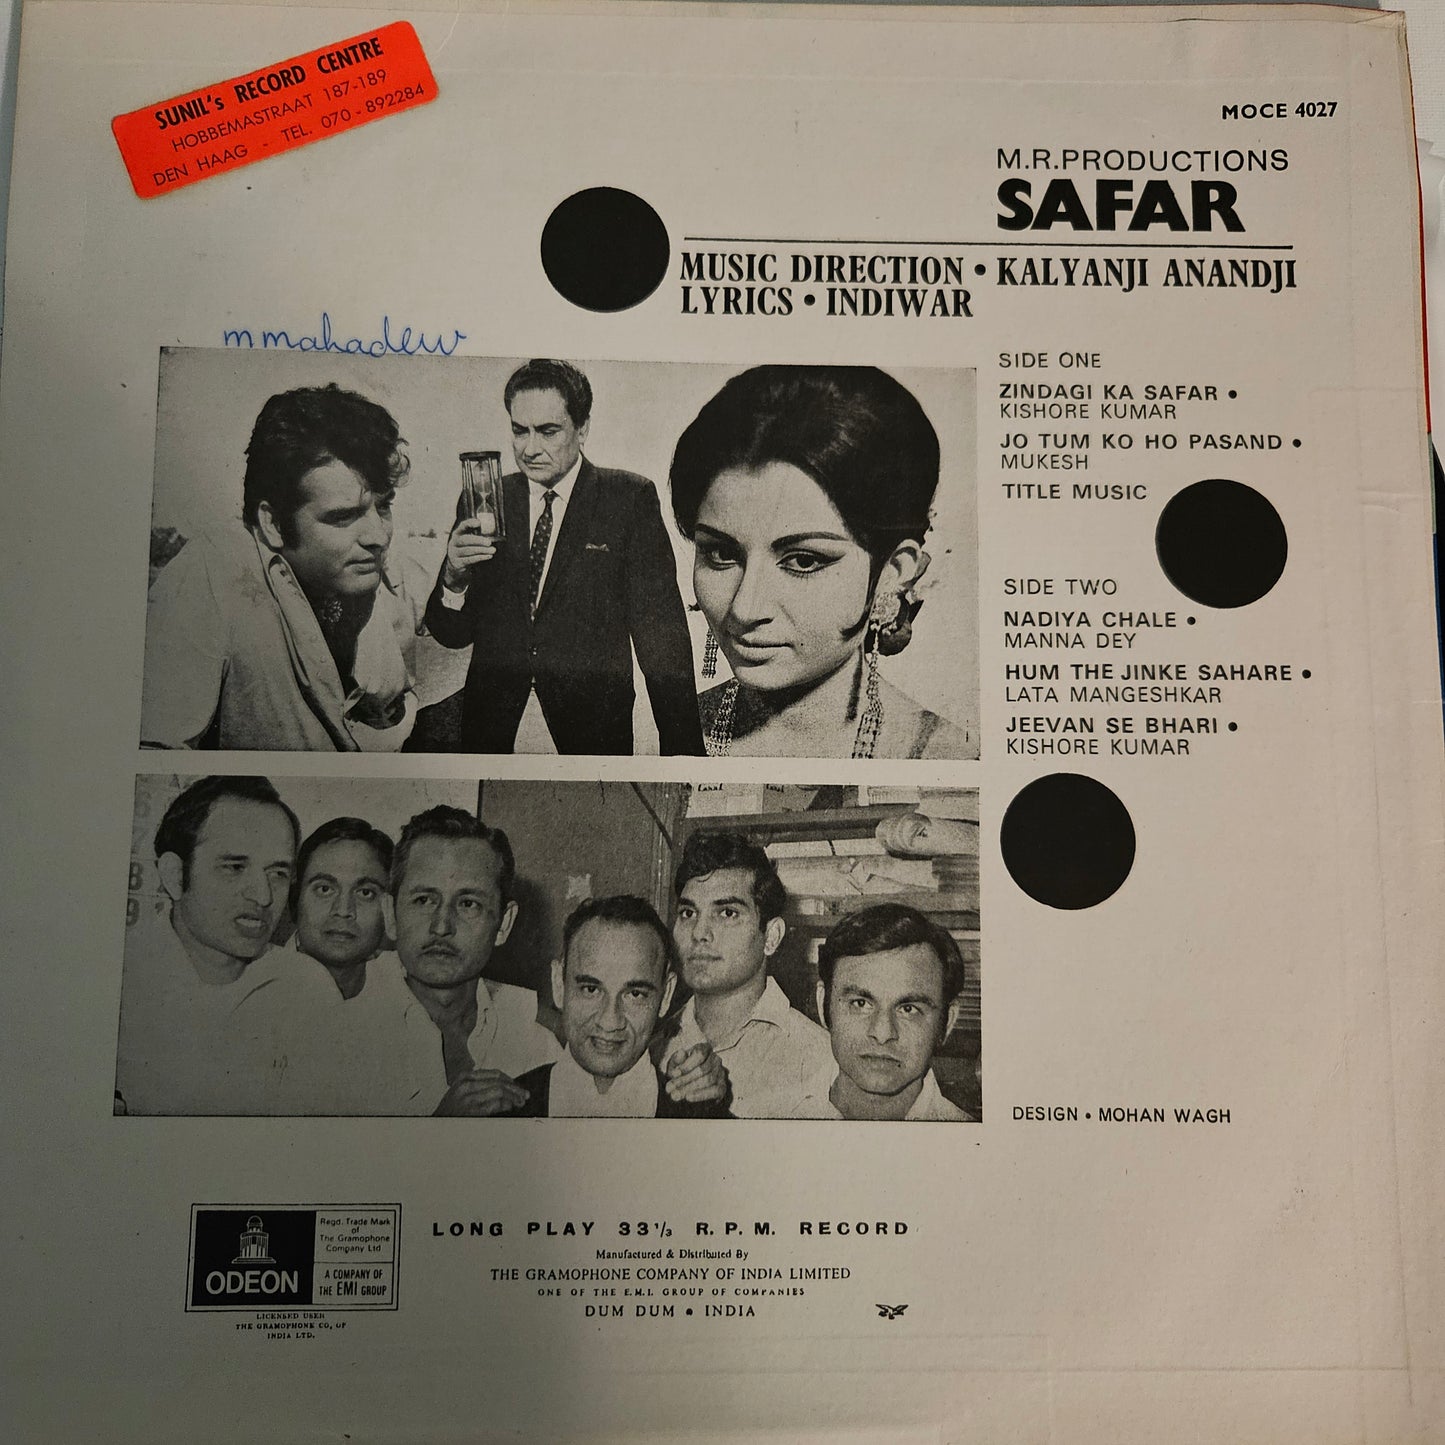 SUNIL's RECORD CENTRE
HOBBEMASTRAAT 187-189
DEN HAAG - TEL. 070-892284
MOCE 4027
M.R.PRODUCTIONS
SAFAR
MUSIC DIRECTION • KALYANJI ANANDJI
LYRICS • INDIWAR
mmahadew
SIDE ONE
ZINDAGI KA SAFAR •
KISHORE KUMAR
JO TUM KO HO PASAND •
MUKESH
TITLE MUSIC
SIDE TWO
NADIYA CHALE •
MANNA DEY
HUM THE JINKE SAHARE •
LATA MANGESHKAR
JEEVAN SE BHARI •
KISHORE KUMAR
DESIGN • MOHAN WAGH
ODEON
Regd. Trade Mark
of
The Gramophone
Company Ltd
A COMPANY OF
THE EMI GROUP
LICENSED USER
THE GRAMOPHONE CO, OF
INDIA LTD.
LONG PLAY 33 1/3 R. P. M. RECORD
Manufactured & Distributed By
THE GRAMOPHONE COMPANY OF INDIA LIMITED
ONE OF THE E.M.I. GROUP OF COMPANIES
DUM DUM • INDIA